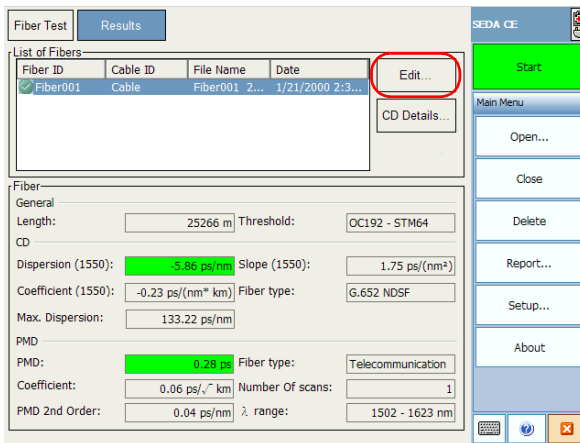 Fiber Test Results SEDA CE
List of Fibers
Fiber ID Cable ID File Name Date
Fiber001 Cable Fiber001 2... 1/21/2000 2:3...
Edit...
CD Details...
Fiber
General
Length: 25266 m Threshold: OC192 - STM64
CD
Dispersion (1550): -5.86 ps/nm Slope (1550): 1.75 ps/(nm²)
Coefficient (1550): -0.23 ps/(nm* km) Fiber type: G.652 NDSF
Max. Dispersion: 133.22 ps/nm
PMD
PMD: 0.28 ps Fiber type: Telecommunication
Coefficient: 0.06 ps/√ km Number Of scans: 1
PMD 2nd Order: 0.04 ps/nm λ range: 1502 - 1623 nm
Start
Main Menu
Open...
Close
Delete
Report...
Setup...
About